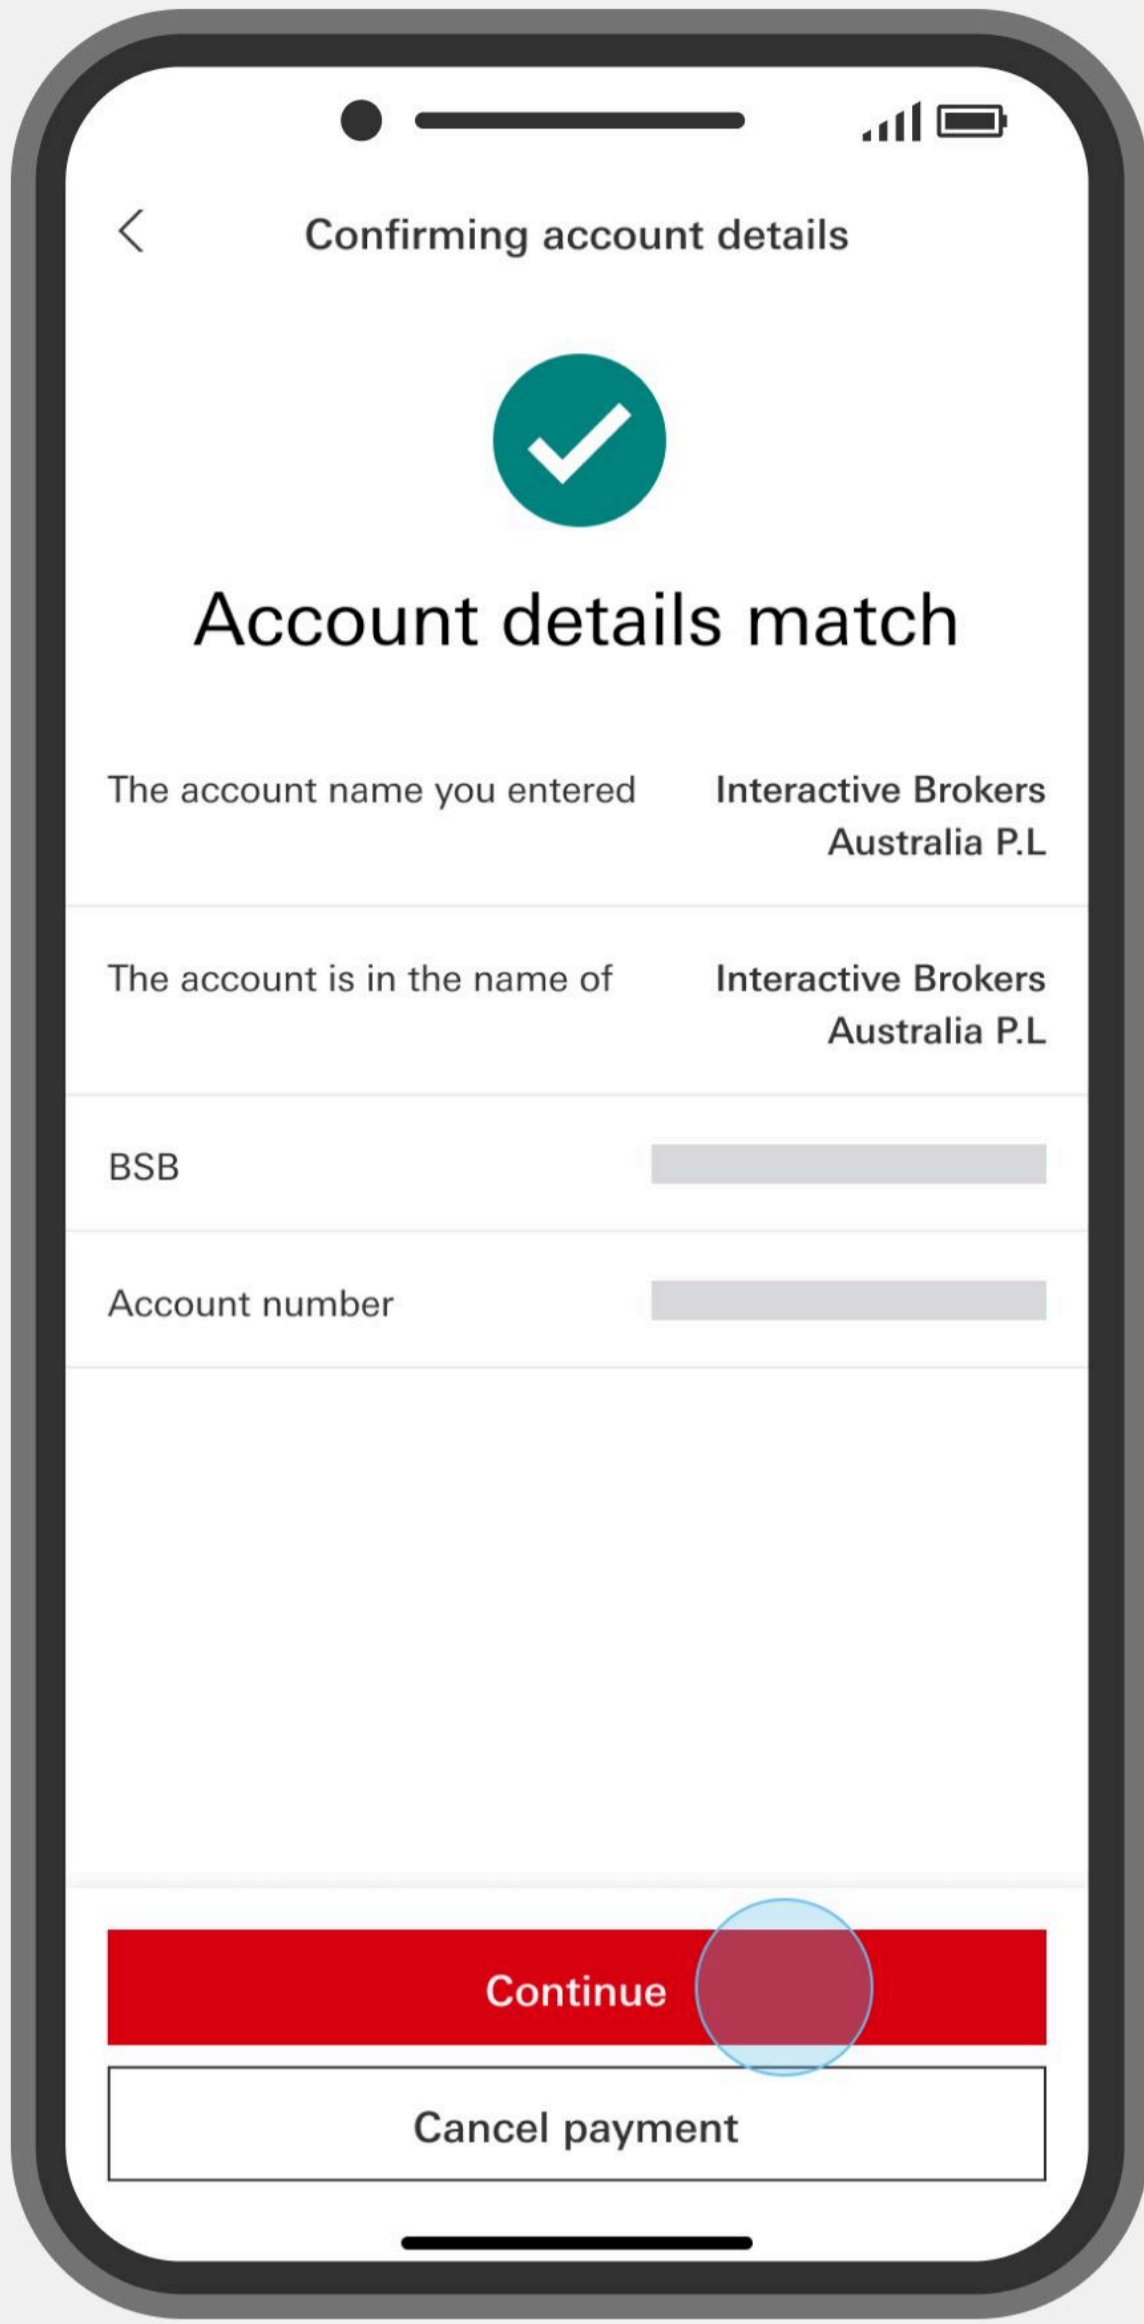 Confirming account details
Account details match
The account name you entered Interactive Brokers
Australia P.L
The account is in the name of Interactive Brokers
Australia P.L
BSB
Account number
Continue
Cancel payment